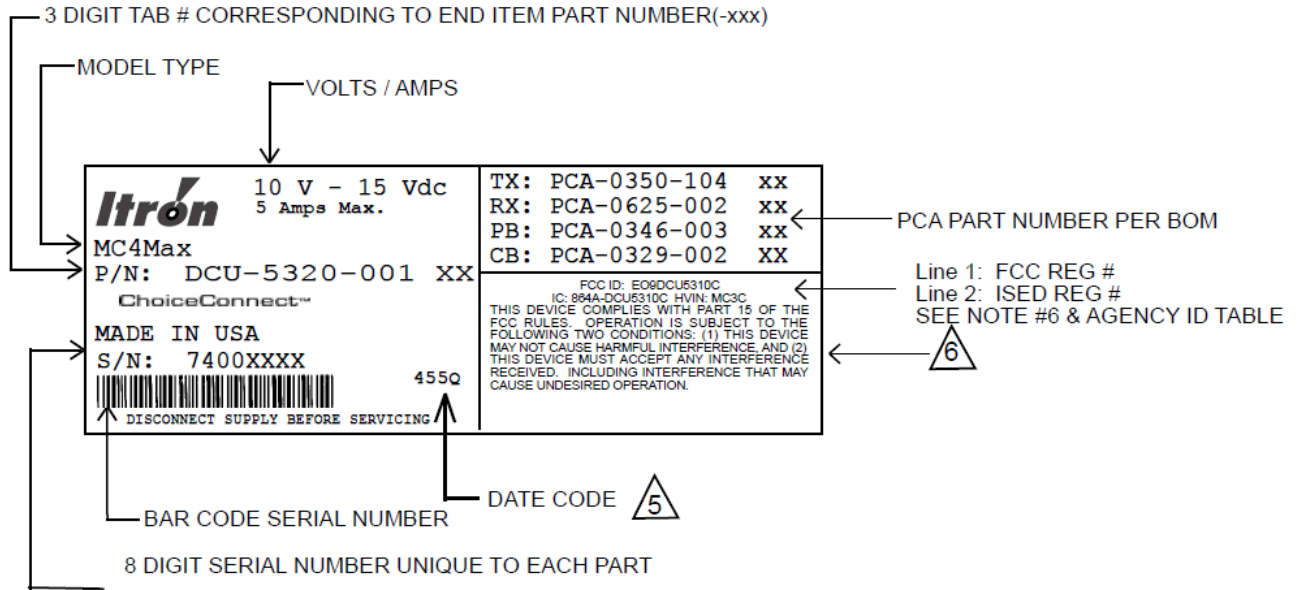 3 DIGIT TAB # CORRESPONDING TO END ITEM PART NUMBER(-xxx)
MODEL TYPE
VOLTS / AMPS
Itron
10 V - 15 Vdc
5 Amps Max.
MC4Max
P/N: DCU-5320-001 XX
ChoiceConnect™
MADE IN USA
S/N: 7400XXXX
455Q
DISCONNECT SUPPLY BEFORE SERVICING
TX: PCA-0350-104 XX
RX: PCA-0625-002 XX
PB: PCA-0346-003 XX
CB: PCA-0329-002 XX
FCC ID: EO9DCU5310C
IC: 864A-DCU5310C HVIN: MC3C
THIS DEVICE COMPLIES WITH PART 15 OF THE
FCC RULES. OPERATION IS SUBJECT TO THE
FOLLOWING TWO CONDITIONS: (1) THIS DEVICE
MAY NOT CAUSE HARMFUL INTERFERENCE, AND (2)
THIS DEVICE MUST ACCEPT ANY INTERFERENCE
RECEIVED. INCLUDING INTERFERENCE THAT MAY
CAUSE UNDESIRED OPERATION.
PCA PART NUMBER PER BOM
Line 1: FCC REG #
Line 2: ISED REG #
SEE NOTE #6 & AGENCY ID TABLE
6
DATE CODE 5
BAR CODE SERIAL NUMBER
8 DIGIT SERIAL NUMBER UNIQUE TO EACH PART